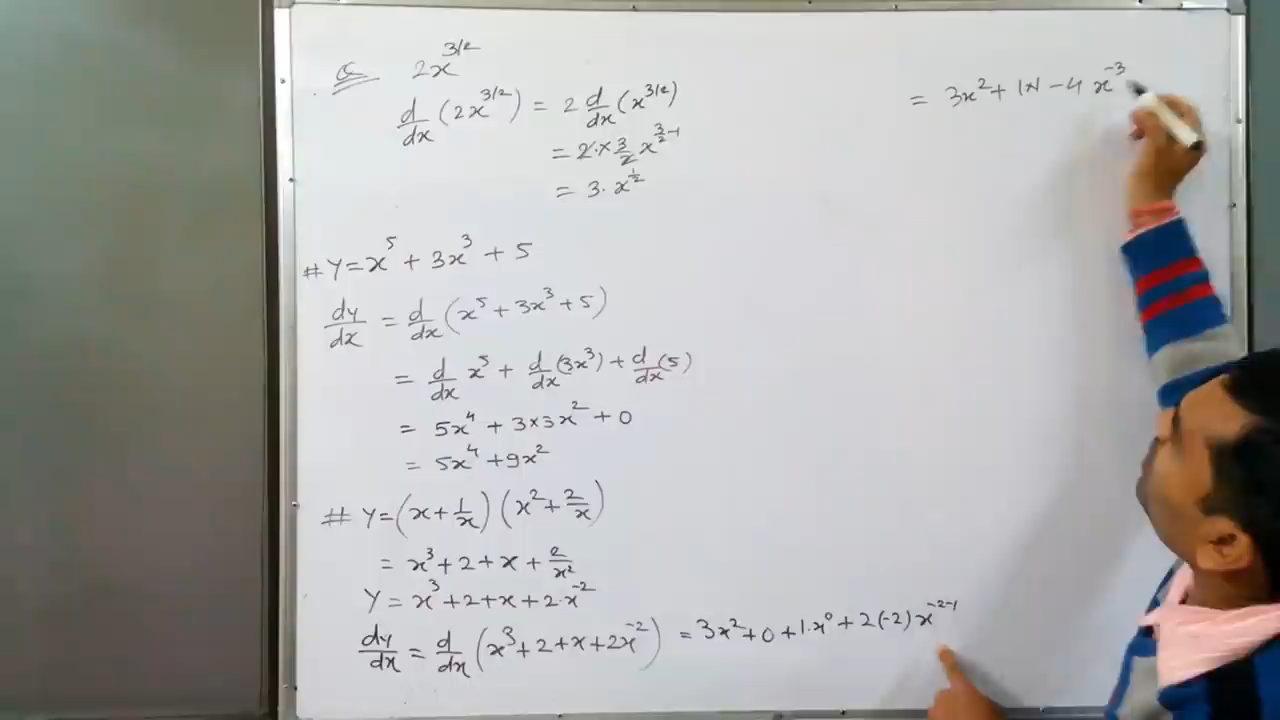 Q 2x^{3/2}
d/dx (2x^{3/2}) = 2 d/dx (x^{3/2})
= 2 × 3/2 x^{3/2 -1}
= 3 · x^{1/2}
# Y = x^5 + 3x^3 + 5
dy/dx = d/dx (x^5 + 3x^3 + 5)
= d/dx x^5 + d/dx (3x^3) + d/dx (5)
= 5x^4 + 3×3x^2 + 0
= 5x^4 + 9x^2
# Y = (x + 1/x) (x^2 + 2/x)
= x^3 + 2 + x + 2/x^2
Y = x^3 + 2 + x + 2·x^{-2}
dy/dx = d/dx (x^3 + 2 + x + 2x^{-2}) = 3x^2 + 0 + 1·x^0 + 2(-2) x^{-2-1}
= 3x^2 + 1×1 - 4 x^{-3}